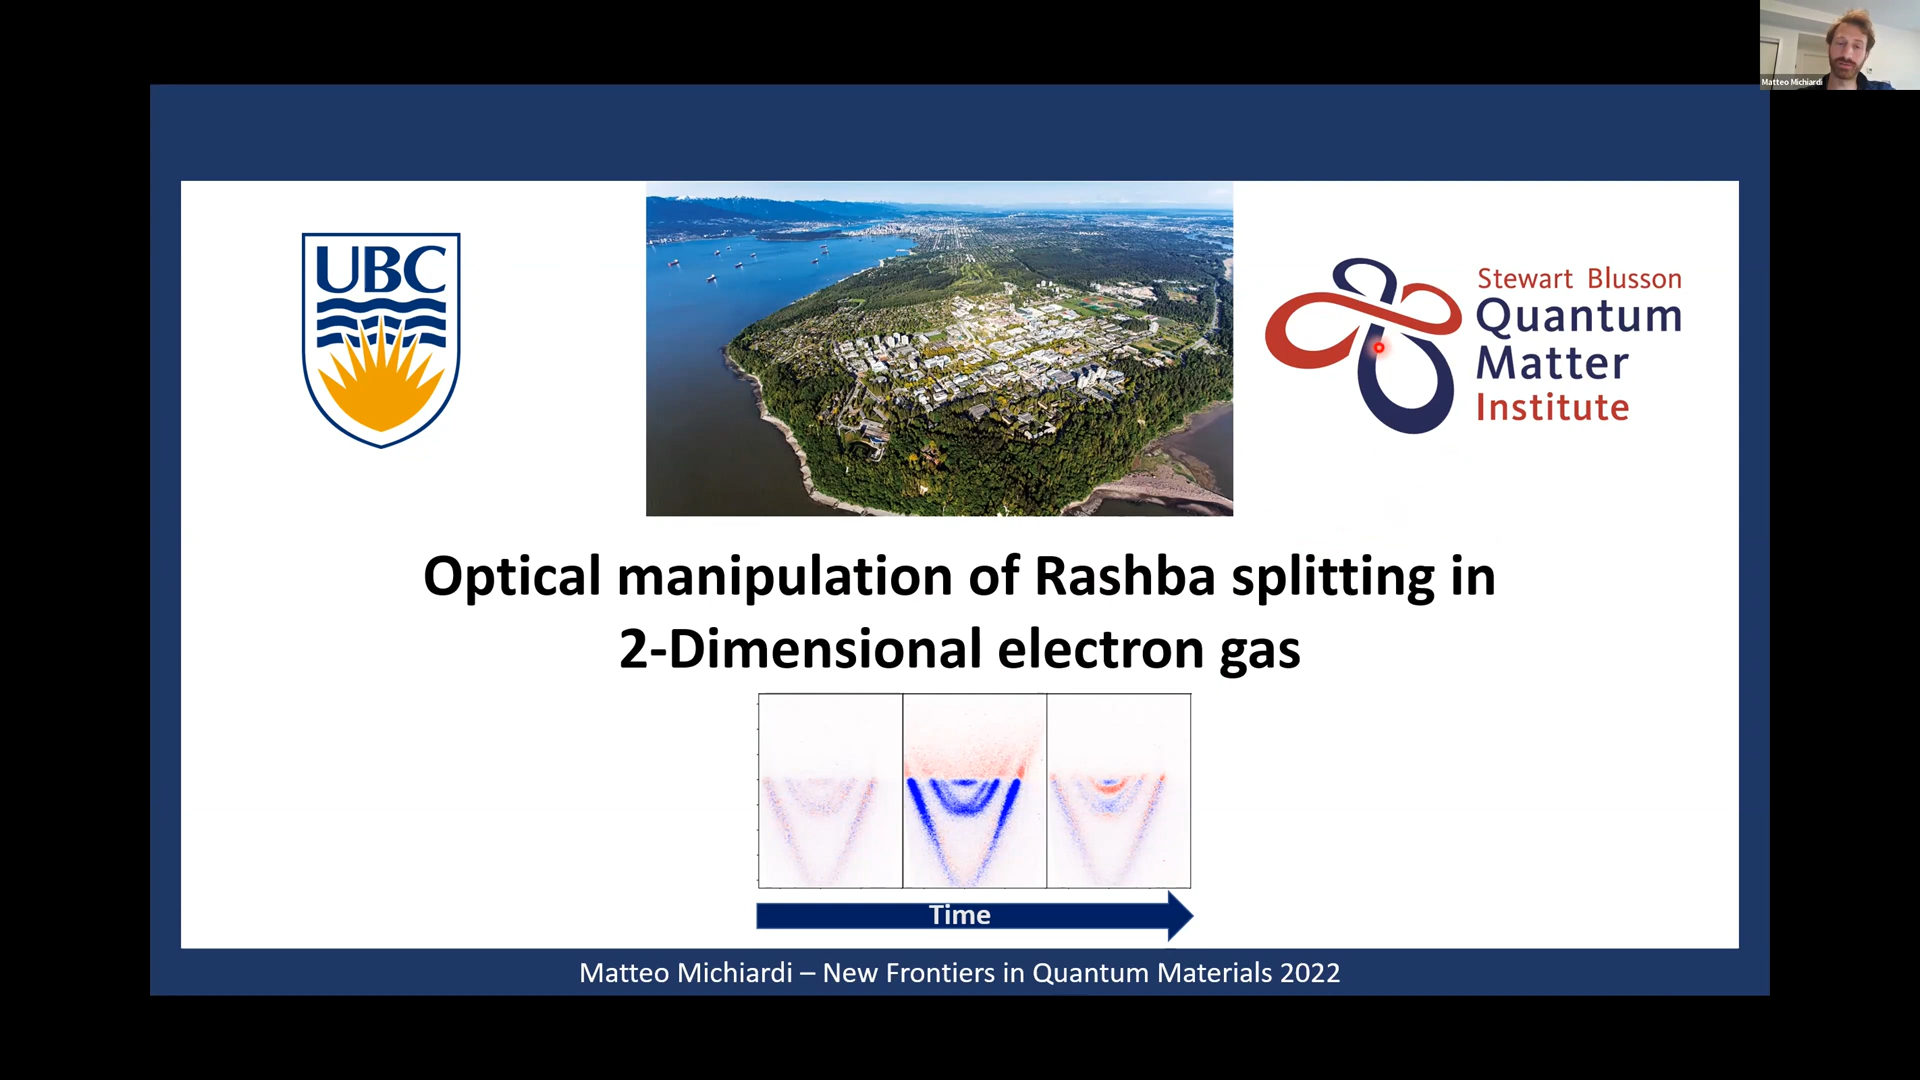 Matteo Michiardi
UBC
Stewart Blusson
Quantum
Matter
Institute
Optical manipulation of Rashba splitting in
2-Dimensional electron gas
Time
Matteo Michiardi – New Frontiers in Quantum Materials 2022